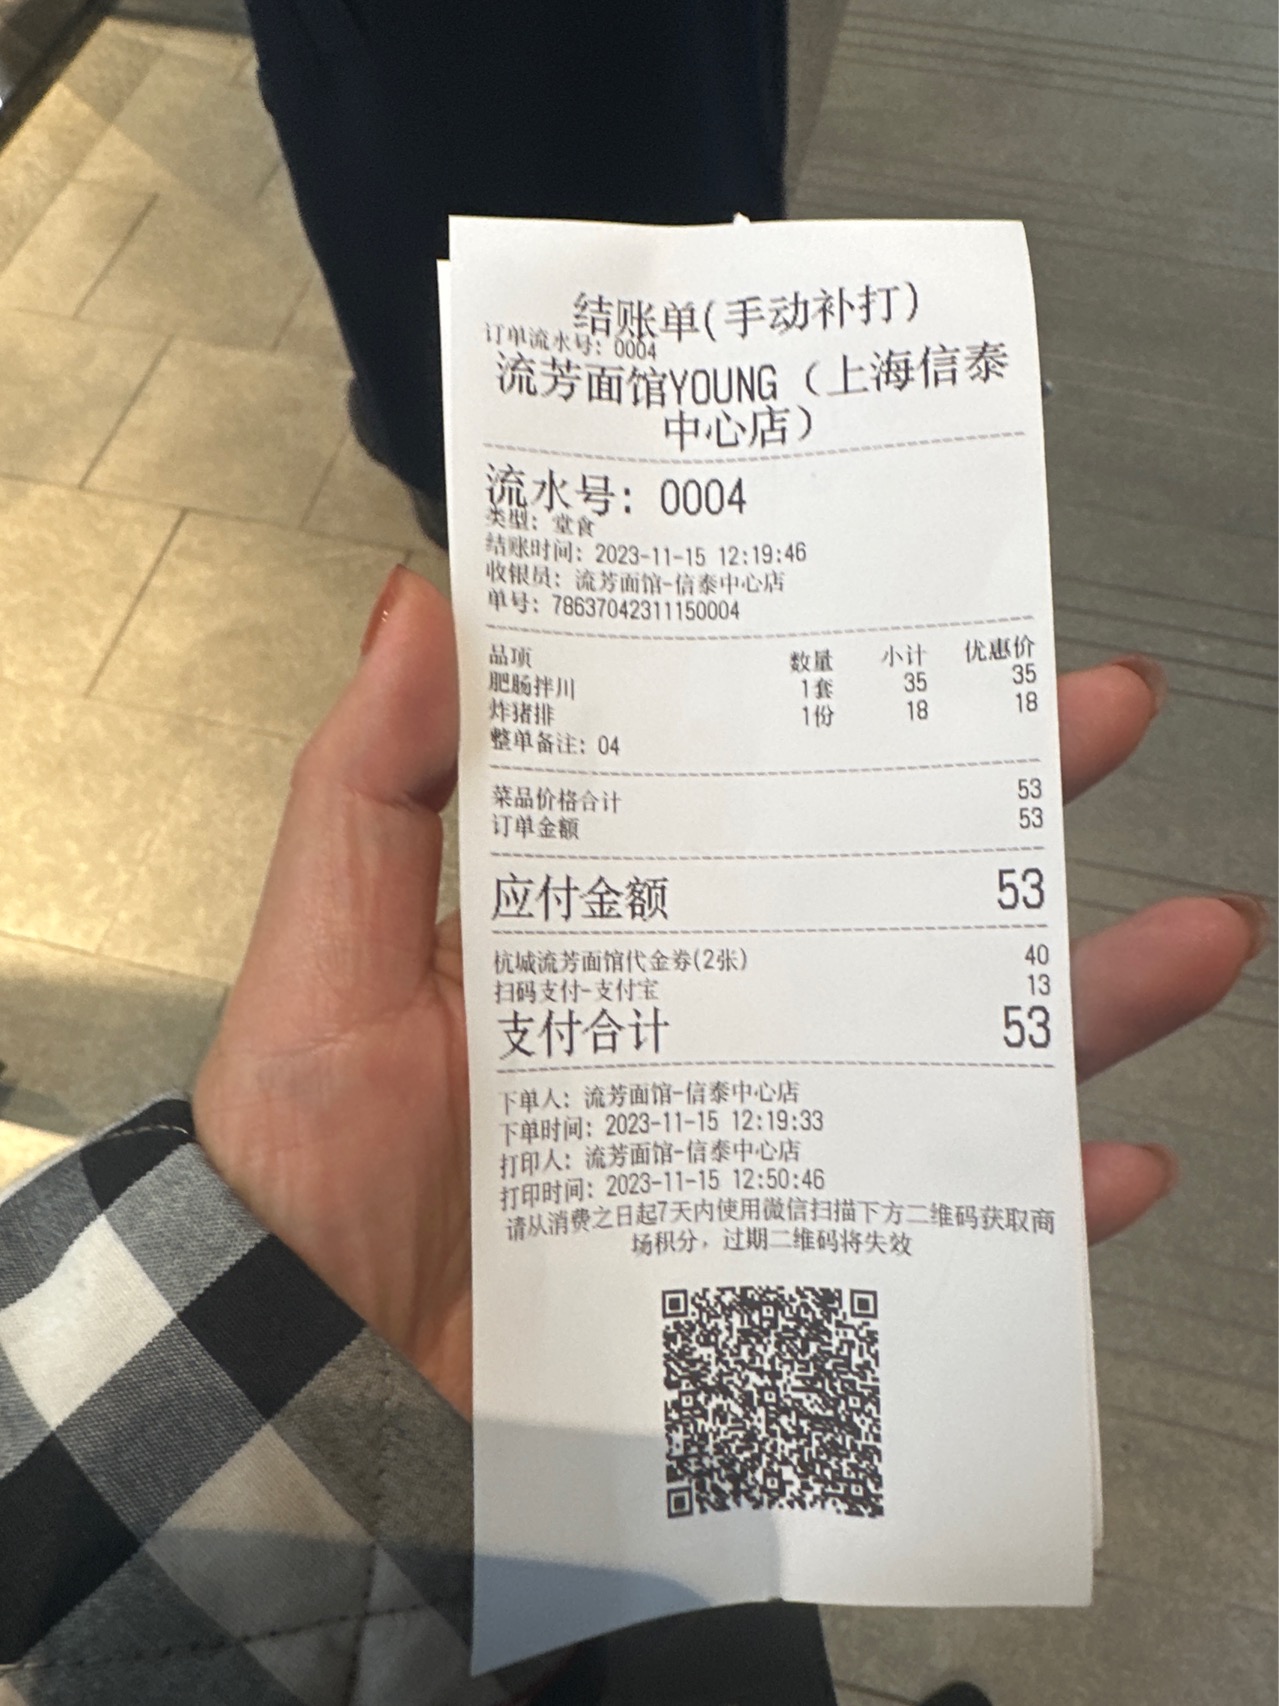 结账单(手动补打)
订单流水号: 0004
流芳面馆YOUNG（上海信泰
中心店）
流水号: 0004
类型: 堂食
结账时间: 2023-11-15 12:19:46
收银员: 流芳面馆-信泰中心店
单号: 78637042311150004
品项 数量 小计 优惠价
肥肠拌川 1套 35 35
炸猪排 1份 18 18
整单备注: 04
菜品价格合计 53
订单金额 53
应付金额 53
杭城流芳面馆代金券(2张) 40
扫码支付-支付宝 13
支付合计 53
下单人: 流芳面馆-信泰中心店
下单时间: 2023-11-15 12:19:33
打印人: 流芳面馆-信泰中心店
打印时间: 2023-11-15 12:50:46
请从消费之日起7天内使用微信扫描下方二维码获取商
场积分，过期二维码将失效